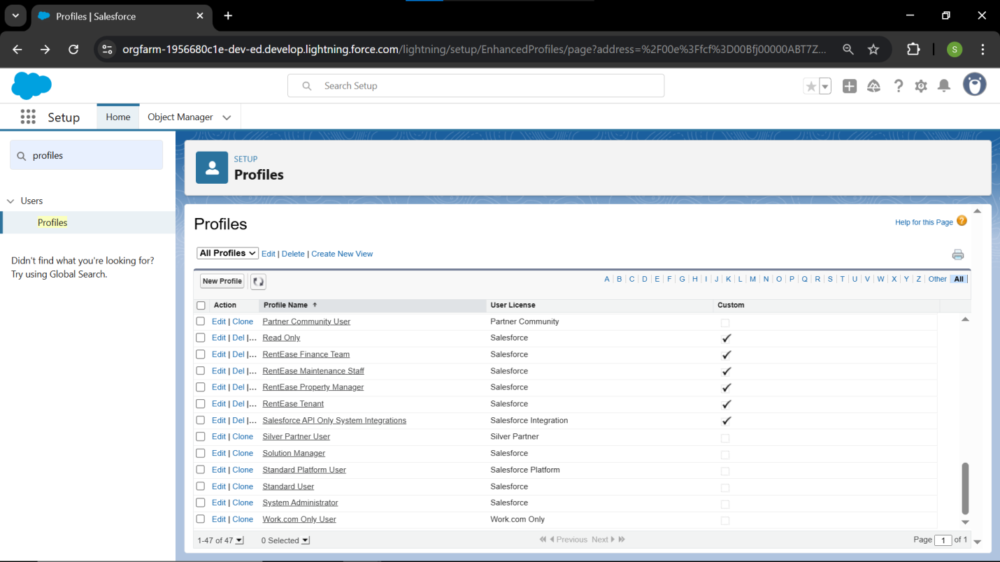 Profiles | Salesforce
orgfarm-1956680c1e-dev-ed.develop.lightning.force.com/lightning/setup/EnhancedProfiles/page?address=%2F00e%3Ffcf%3D00Bfj00000ABT7Z...
S
Search Setup
Setup Home Object Manager
profiles
Users
Profiles
Didn't find what you're looking for?
Try using Global Search.
SETUP
Profiles
Profiles
Help for this Page ?
All Profiles Edit | Delete | Create New View
New Profile A | B | C | D | E | F | G | H | I | J | K | L | M | N | O | P | Q | R | S | T | U | V | W | X | Y | Z | Other | All
Action Profile Name User License Custom
Edit | Clone Partner Community User Partner Community
Edit | Del |... Read Only Salesforce
Edit | Del |... RentEase Finance Team Salesforce
Edit | Del |... RentEase Maintenance Staff Salesforce
Edit | Del |... RentEase Property Manager Salesforce
Edit | Del |... RentEase Tenant Salesforce
Edit | Del |... Salesforce API Only System Integrations Salesforce Integration
Edit | Clone Silver Partner User Silver Partner
Edit | Clone Solution Manager Salesforce
Edit | Clone Standard Platform User Salesforce Platform
Edit | Clone Standard User Salesforce
Edit | Clone System Administrator Salesforce
Edit | Clone Work.com Only User Work.com Only
1-47 of 47 0 Selected Previous Next Page 1 of 1